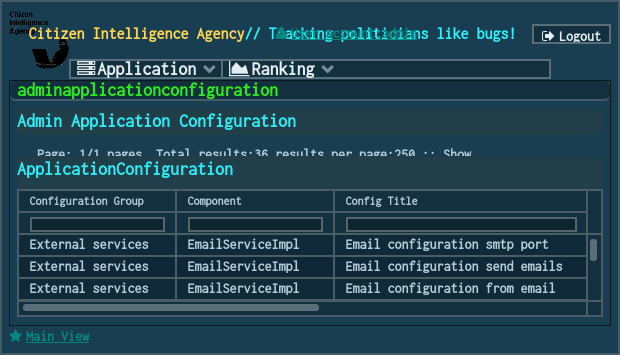 Citizen
Intelligence
Agency
Citizen Intelligence Agency// Tracking politicians like bugs!
Logout
Application
Ranking
adminapplicationconfiguration
Admin Application Configuration
Page: 1/1 pages. Total results:36 results per page:250 :: Show
ApplicationConfiguration
Configuration Group Component Config Title
External services EmailServiceImpl Email configuration smtp port
External services EmailServiceImpl Email configuration send emails
External services EmailServiceImpl Email configuration from email
Main View